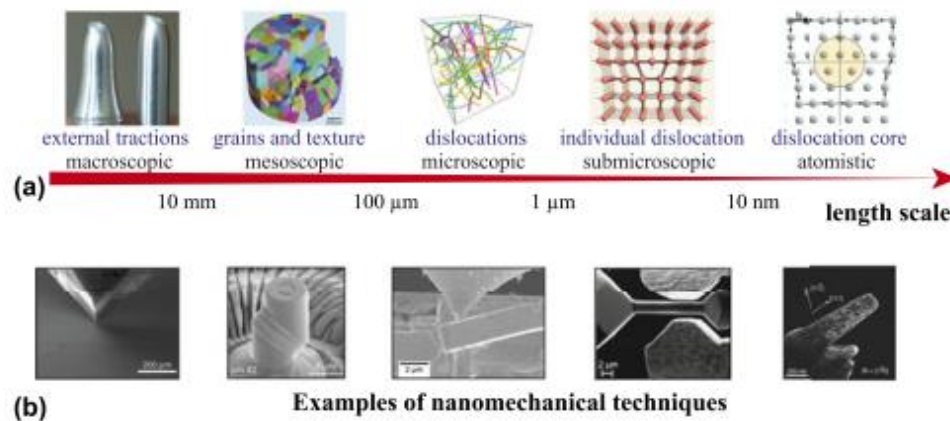 external tractions
macroscopic
grains and texture
mesoscopic
dislocations
microscopic
individual dislocation
submicroscopic
dislocation core
atomistic
(a)
10 mm
100 µm
1 µm
10 nm
length scale
200 µm
2 µm
2 µm
(b)
Examples of nanomechanical techniques